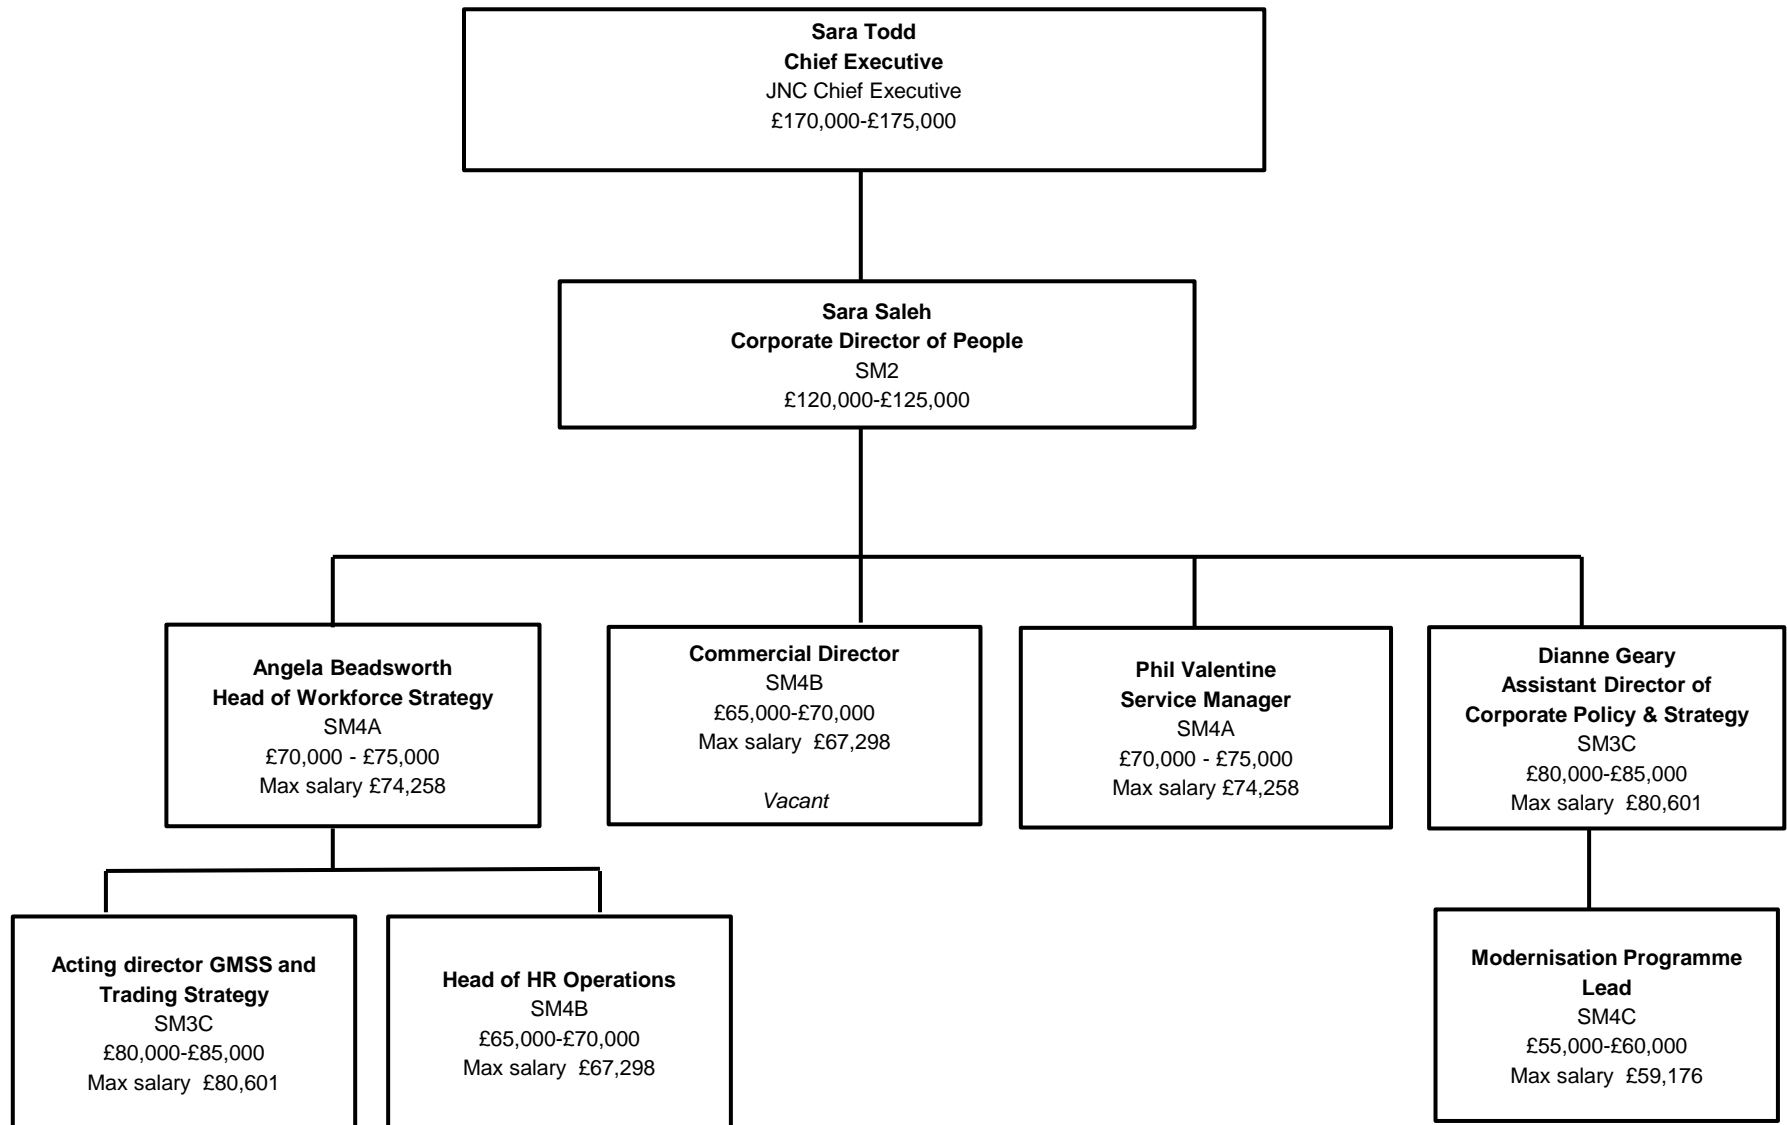 Sara Todd
Chief Executive
JNC Chief Executive
£170,000-£175,000
Sara Saleh
Corporate Director of People
SM2
£120,000-£125,000
Angela Beadsworth
Head of Workforce Strategy
SM4A
£70,000 - £75,000
Max salary £74,258
Commercial Director
SM4B
£65,000-£70,000
Max salary  £67,298
Vacant
Phil Valentine
Service Manager
SM4A
£70,000 - £75,000
Max salary £74,258
Dianne Geary
Assistant Director of
Corporate Policy & Strategy
SM3C
£80,000-£85,000
Max salary  £80,601
Acting director GMSS and
Trading Strategy
SM3C
£80,000-£85,000
Max salary  £80,601
Head of HR Operations
SM4B
£65,000-£70,000
Max salary  £67,298
Modernisation Programme
Lead
SM4C
£55,000-£60,000
Max salary  £59,176